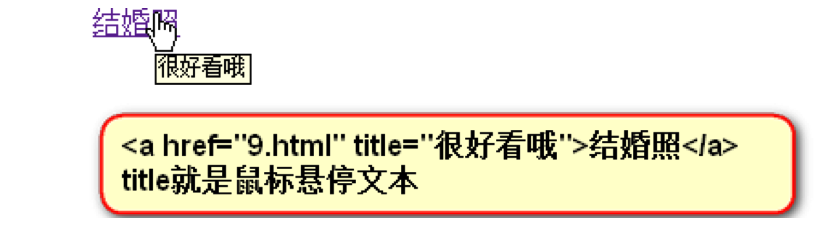 结婚照
很好看哦
<a href="9.html" title="很好看哦">结婚照</a>
title就是鼠标悬停文本